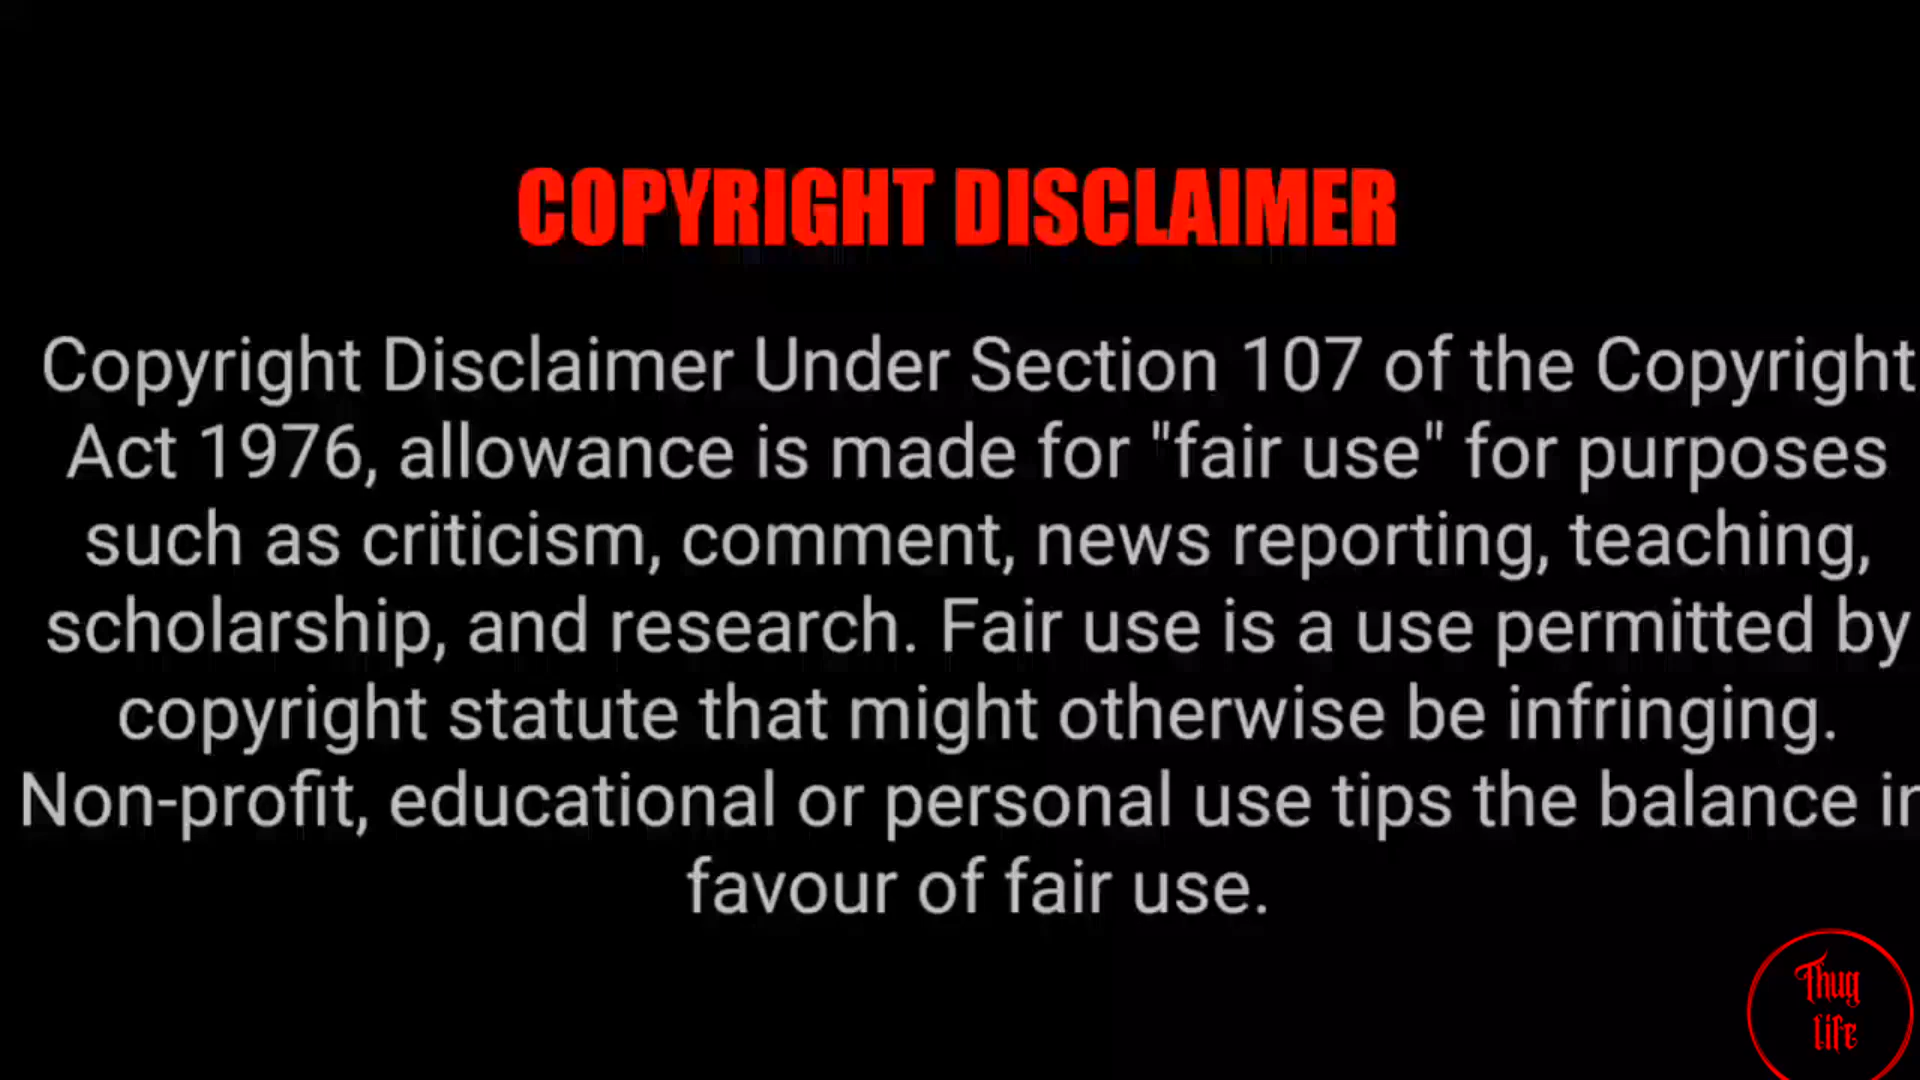 COPYRIGHT DISCLAIMER
Copyright Disclaimer Under Section 107 of the Copyright
Act 1976, allowance is made for "fair use" for purposes
such as criticism, comment, news reporting, teaching,
scholarship, and research. Fair use is a use permitted by
copyright statute that might otherwise be infringing.
Non-profit, educational or personal use tips the balance in
favour of fair use.
Thug
Life